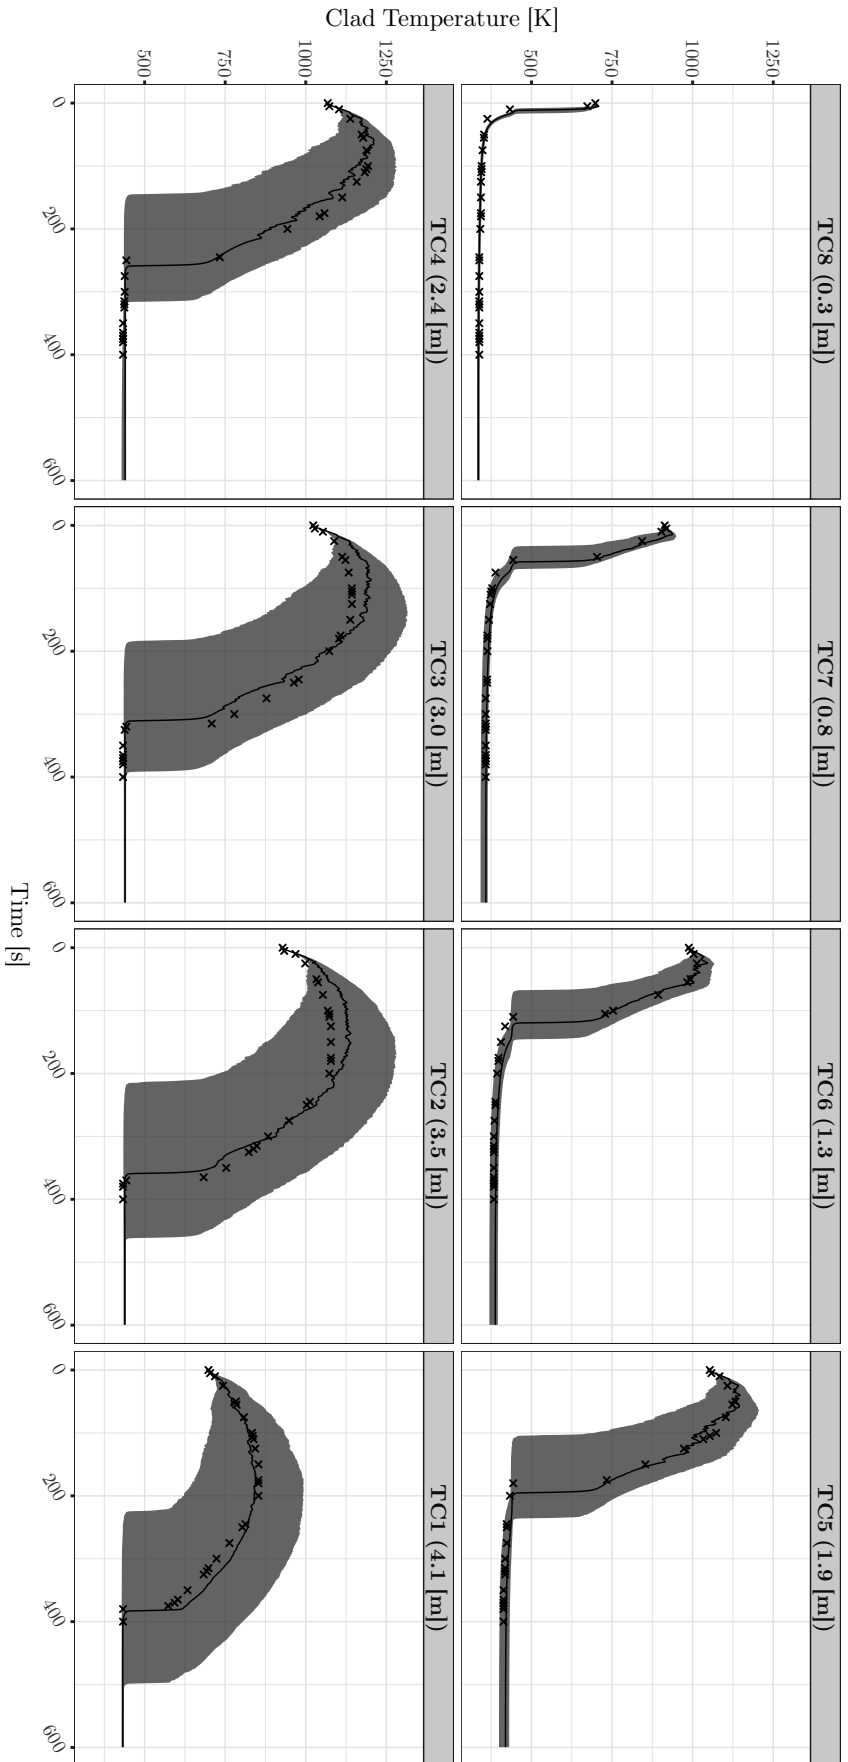 TC8 (0.3 [m])
TC7 (0.8 [m])
TC6 (1.3 [m])
TC5 (1.9 [m])
1250
1000
750
500
TC4 (2.4 [m])
TC3 (3.0 [m])
TC2 (3.5 [m])
TC1 (4.1 [m])
1250
1000
750
500
0 200 400 600
0 200 400 600
0 200 400 600
0 200 400 600
Clad Temperature [K]
Time [s]